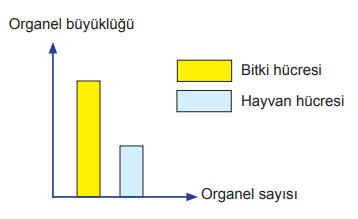 Organel büyüklüğü
Bitki hücresi
Hayvan hücresi
Organel sayısı